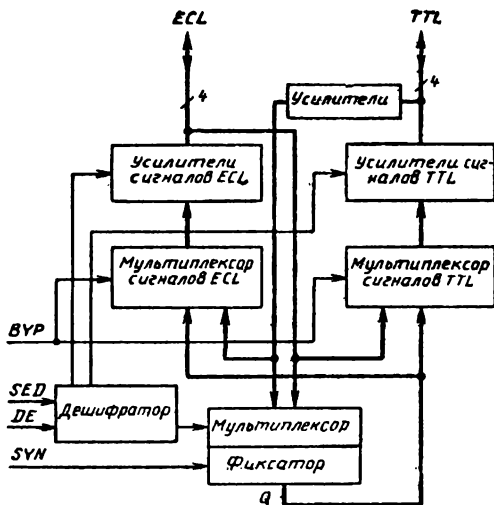 ECL
TTL
4
4
Усилители
Усилители
сигналов ECL
Усилители сиг-
налов TTL
Мультиплексор
сигналов ECL
Мультиплексор
сигналов TTL
BYP
SED
DE
Дешифратор
Мультиплексор
SYN
Фиксатор
Q